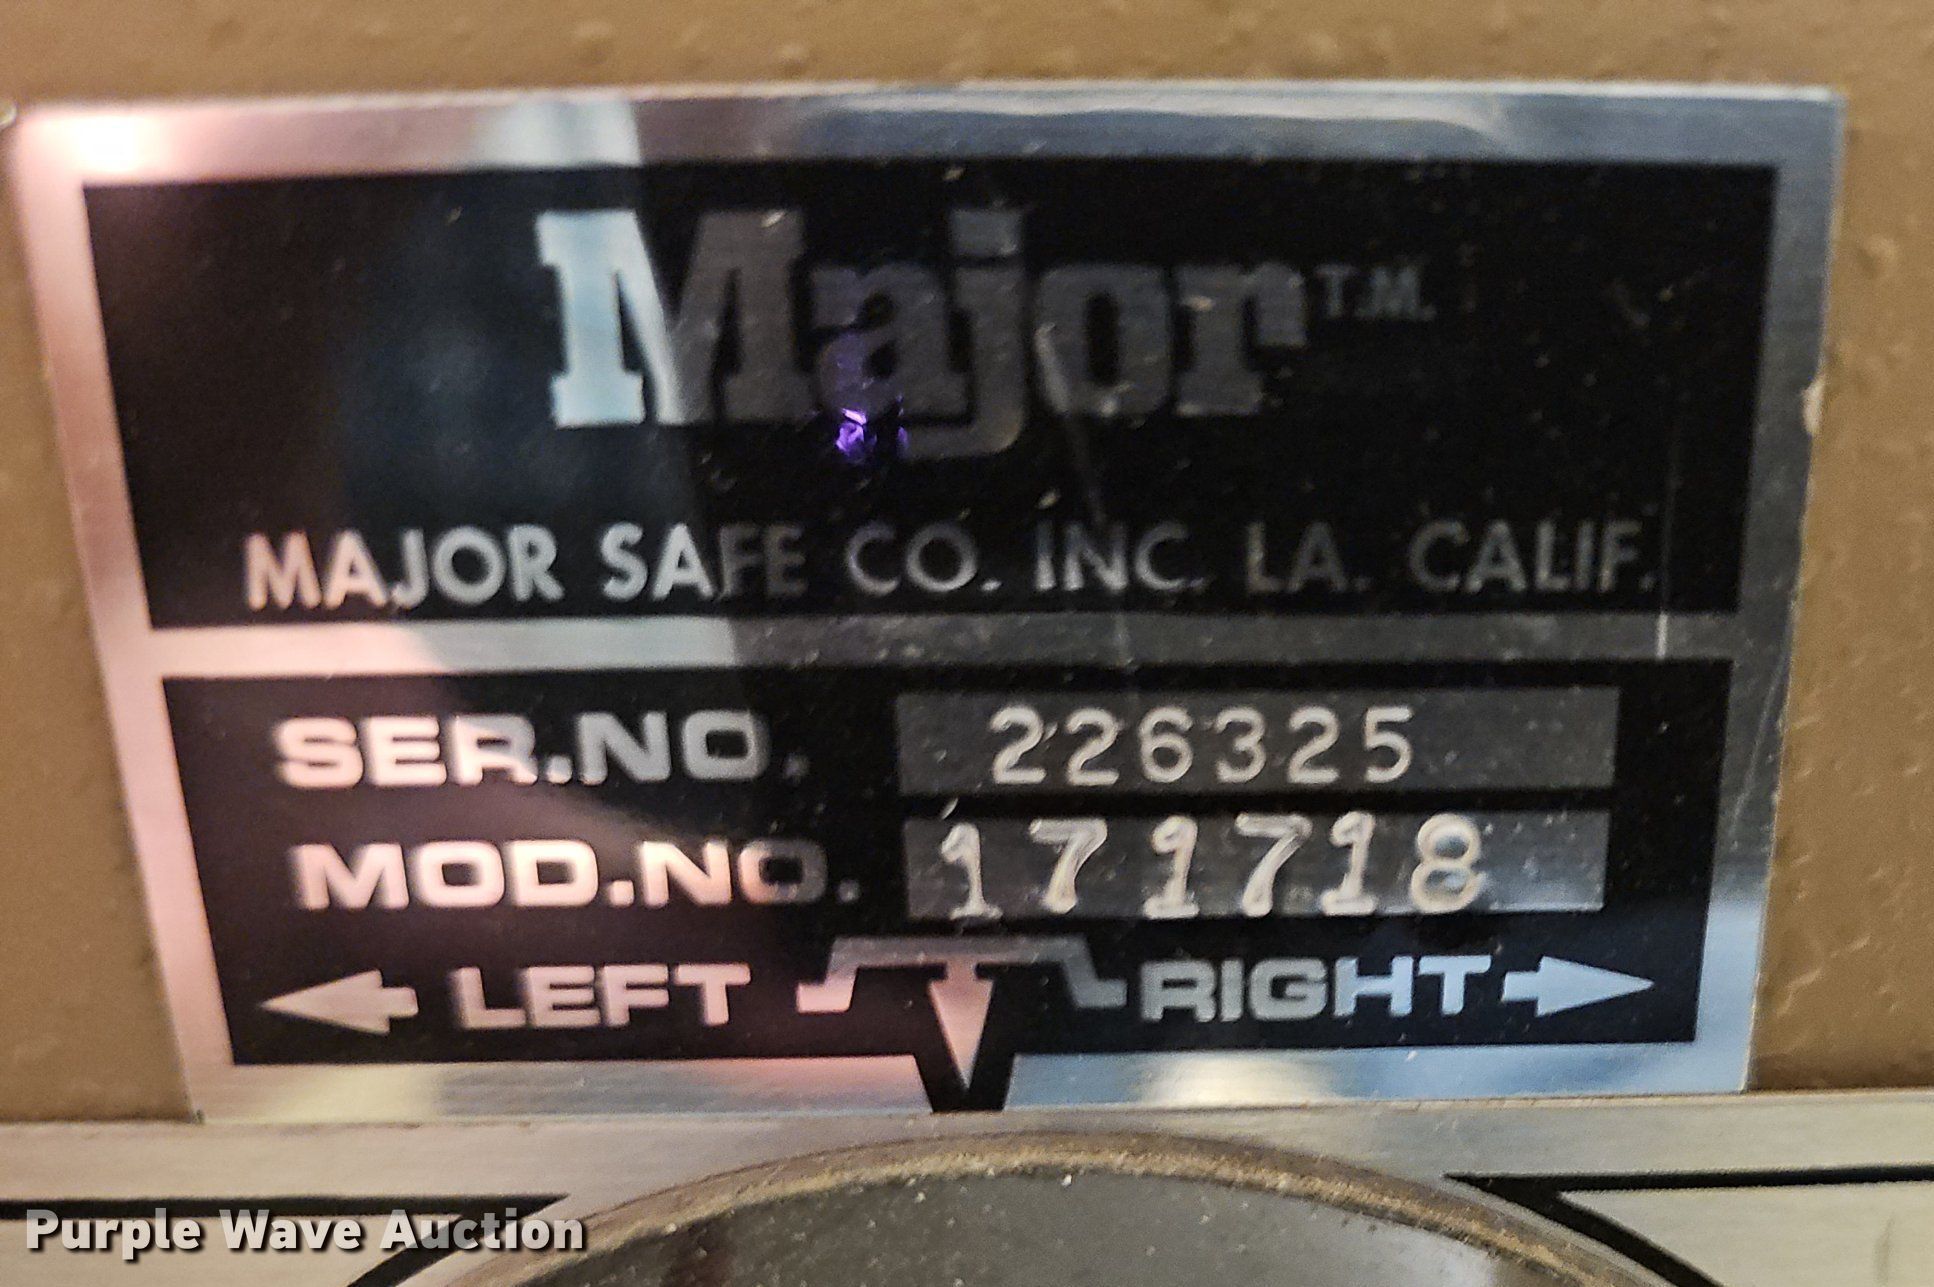 Major T.M.
MAJOR SAFE CO. INC. LA. CALIF.
SER.NO. 226325
MOD.NO. 171718
LEFT RIGHT
Purple Wave Auction